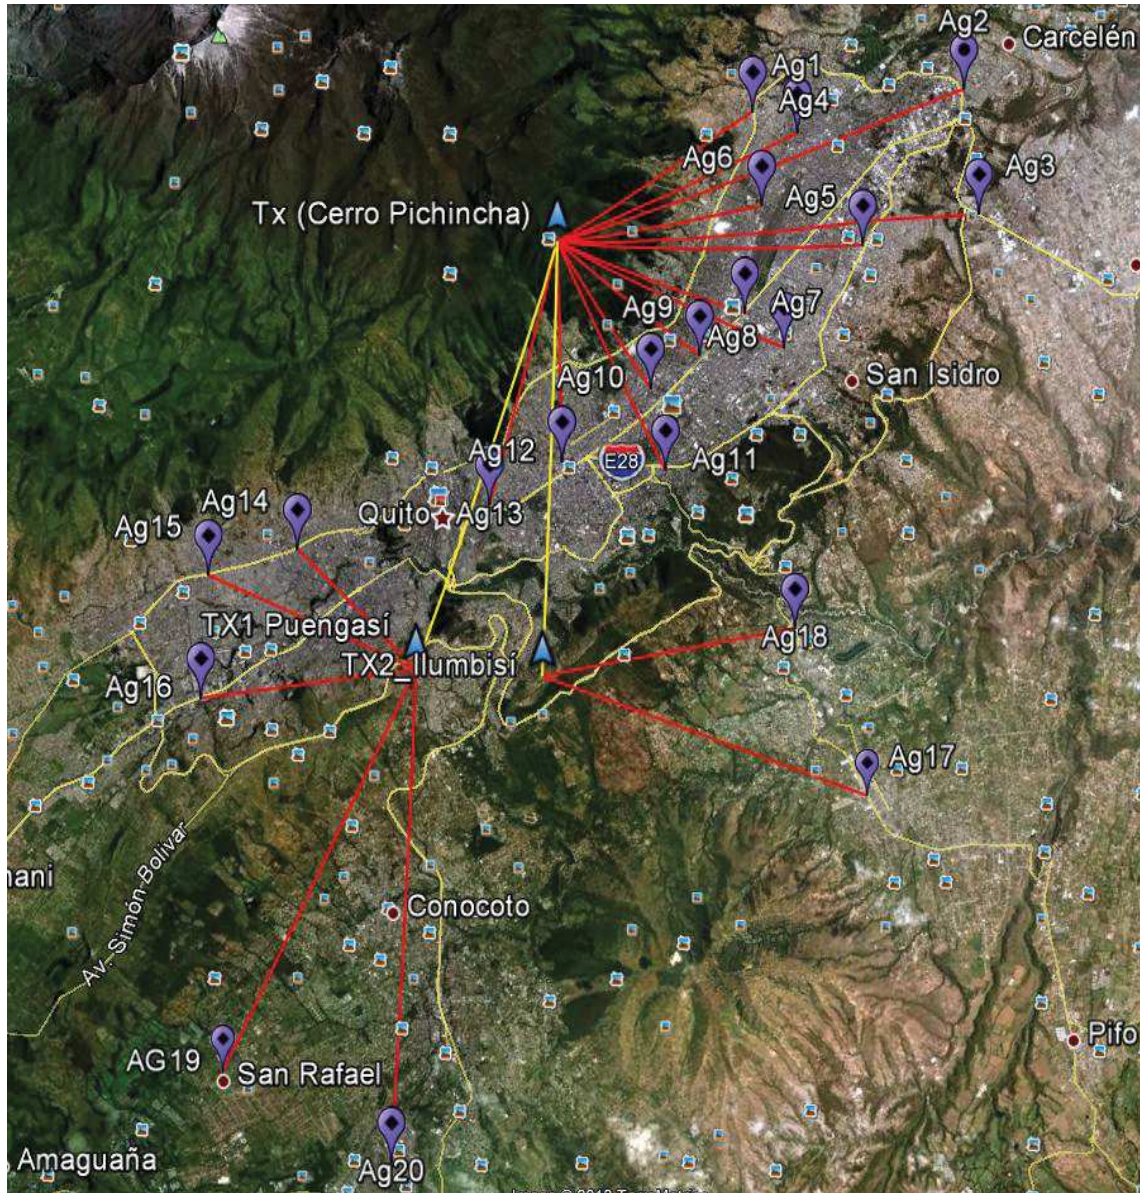 Ag2
Carcelén
Ag1
Ag4
Ag6
Ag3
Ag5
Tx (Cerro Pichincha)
Ag9
Ag7
Ag8
San Isidro
Ag10
Ag12
E28
Ag11
Ag14
Ag15
Quito
Ag13
TX1 Puengasí
Ag18
TX2_Ilumbisí
Ag16
Ag17
Av. Simón Bolivar
Conocoto
Pifo
AG19
San Rafael
Amaguaña
Ag20